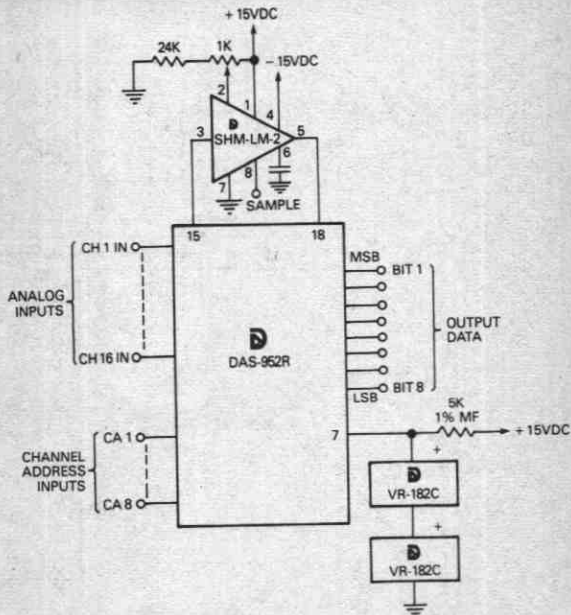 +15VDC
24K
1K
-15VDC
2
1
4
3
D
SHM-LM-2
5
6
7
8
SAMPLE
15
18
CH 1 IN
MSB
BIT 1
ANALOG
INPUTS
OUTPUT
DATA
D
DAS-952R
CH 16 IN
LSB
BIT 8
5K
1% MF
7
+15VDC
CA 1
CHANNEL
ADDRESS
INPUTS
+
D
VR-182C
CA 8
+
D
VR-182C